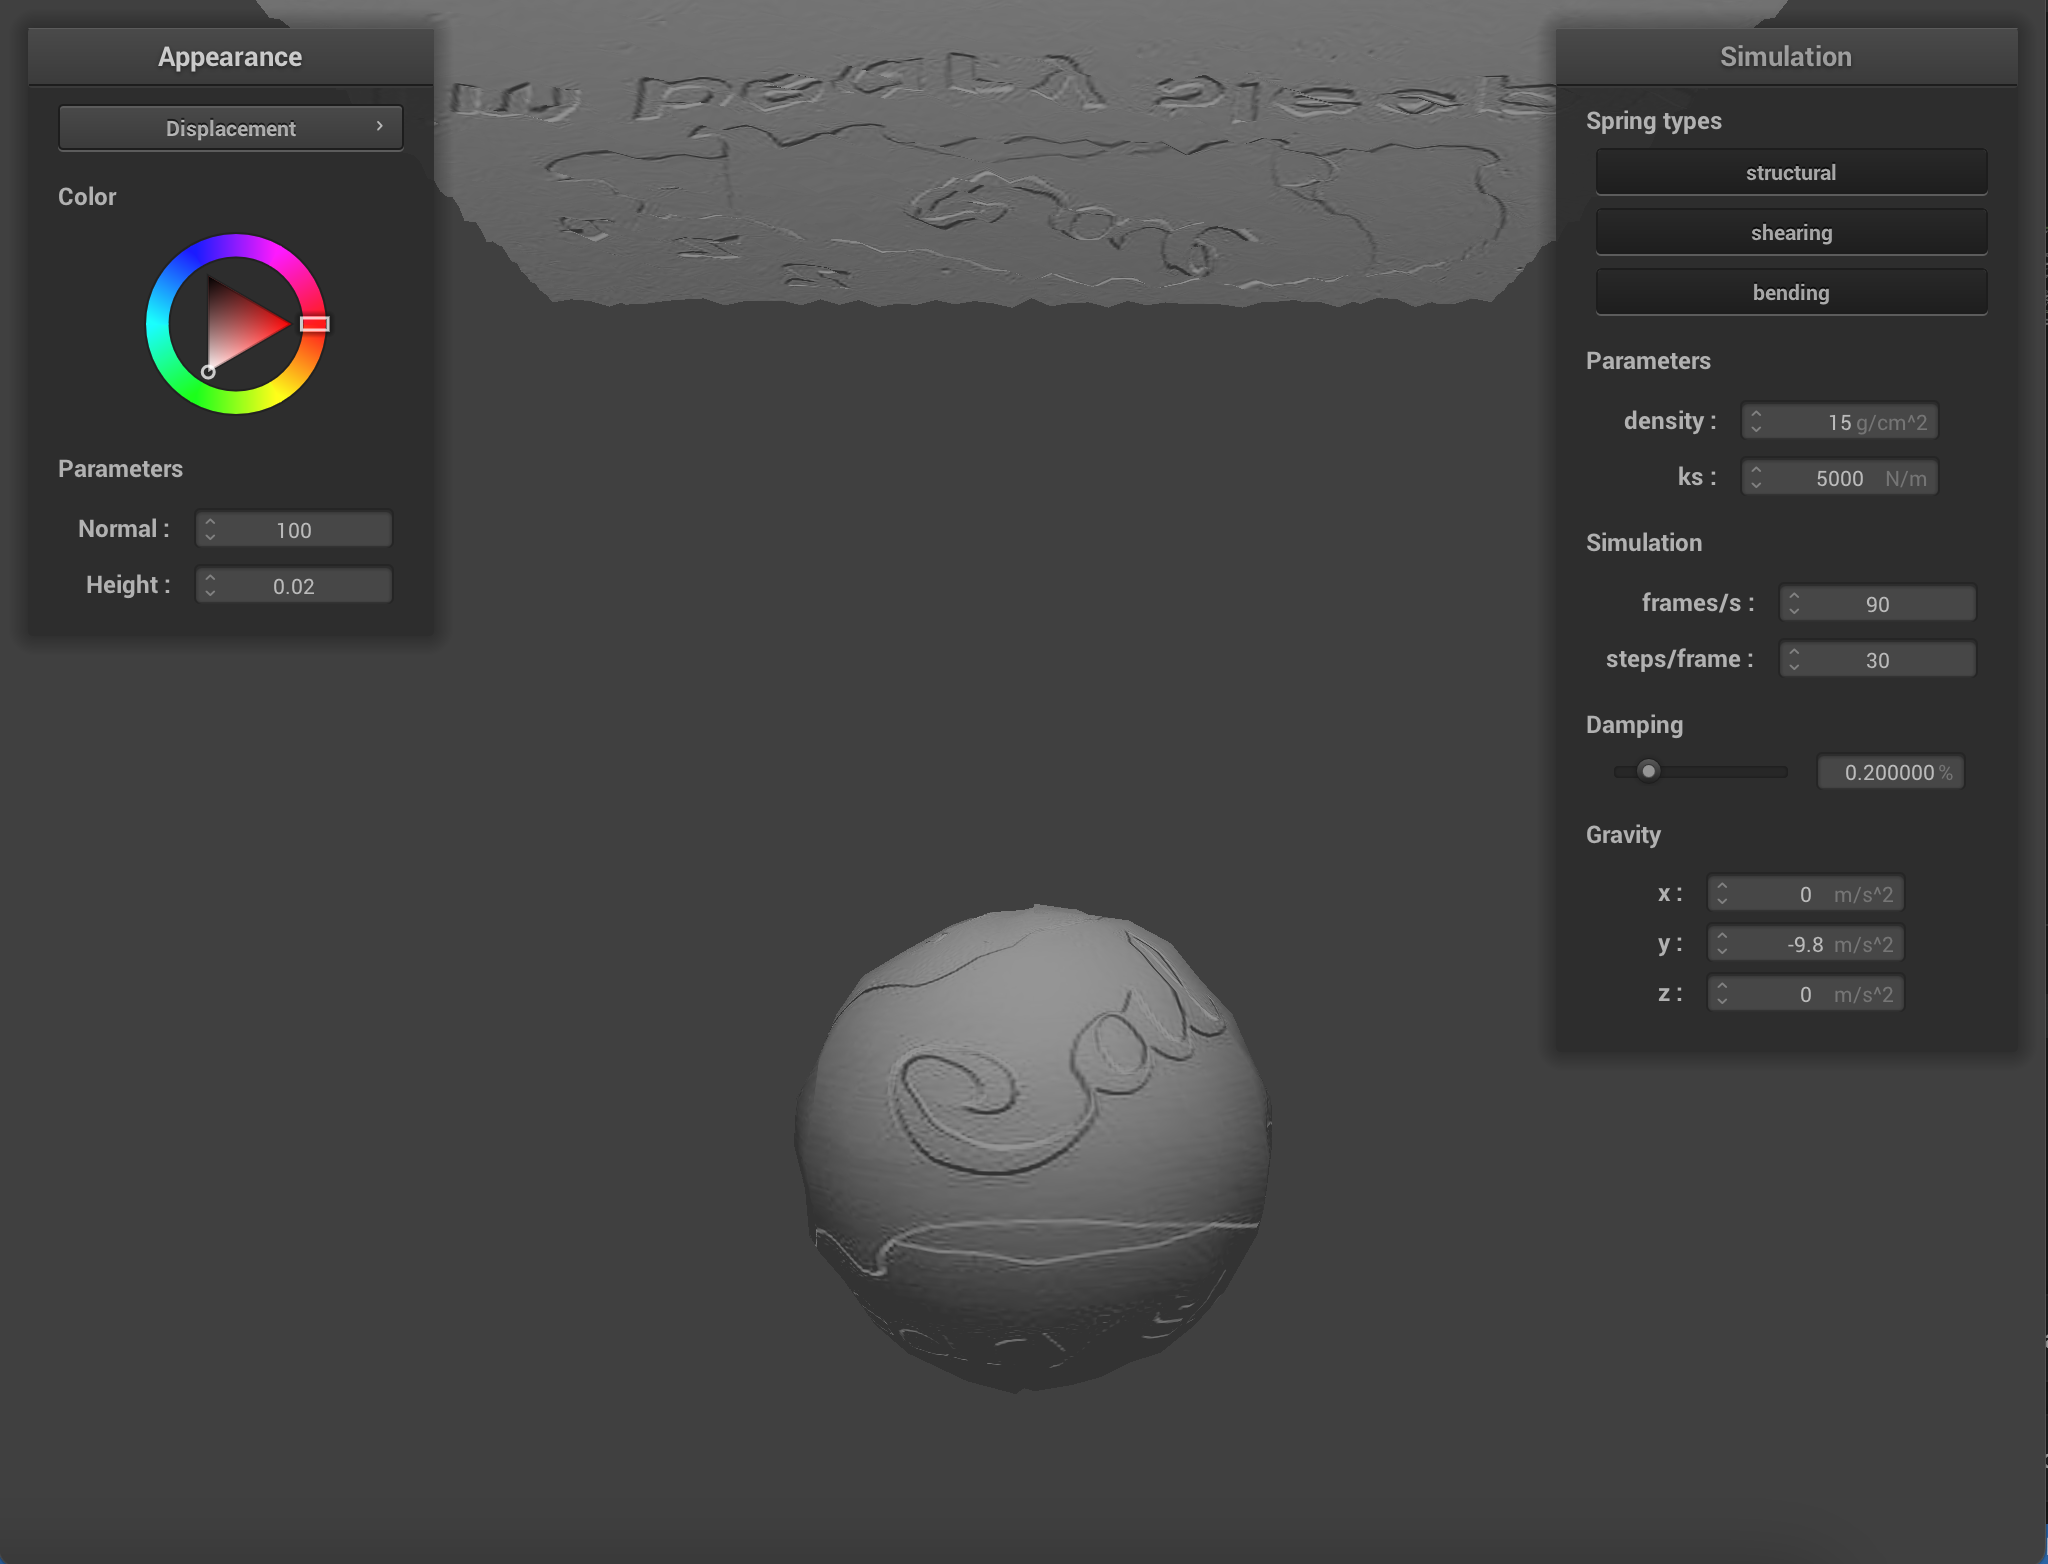 Appearance
Displacement
Color
Parameters
Normal : 100
Height : 0.02
Simulation
Spring types
structural
shearing
bending
Parameters
density : 15 g/cm^2
ks : 5000 N/m
Simulation
frames/s : 90
steps/frame : 30
Damping
0.200000 %
Gravity
x : 0 m/s^2
y : -9.8 m/s^2
z : 0 m/s^2